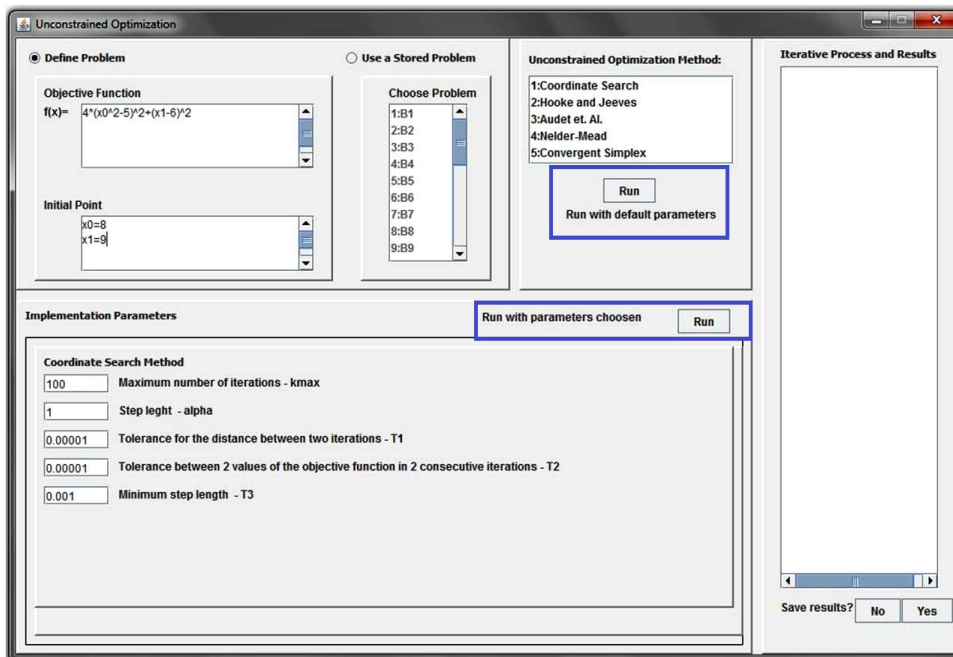 Unconstrained Optimization
Define Problem
Use a Stored Problem
Objective Function
f(x)= 4*(x0^2-5)^2+(x1-6)^2
Initial Point
x0=8
x1=9
Choose Problem
1:B1
2:B2
3:B3
4:B4
5:B5
6:B6
7:B7
8:B8
9:B9
Unconstrained Optimization Method:
1:Coordinate Search
2:Hooke and Jeeves
3:Audet et. Al.
4:Nelder-Mead
5:Convergent Simplex
Run
Run with default parameters
Iterative Process and Results
Implementation Parameters
Run with parameters choosen
Run
Coordinate Search Method
100 Maximum number of iterations - kmax
1 Step leght - alpha
0.00001 Tolerance for the distance between two iterations - T1
0.00001 Tolerance between 2 values of the objective function in 2 consecutive iterations - T2
0.001 Minimum step length - T3
Save results? No Yes